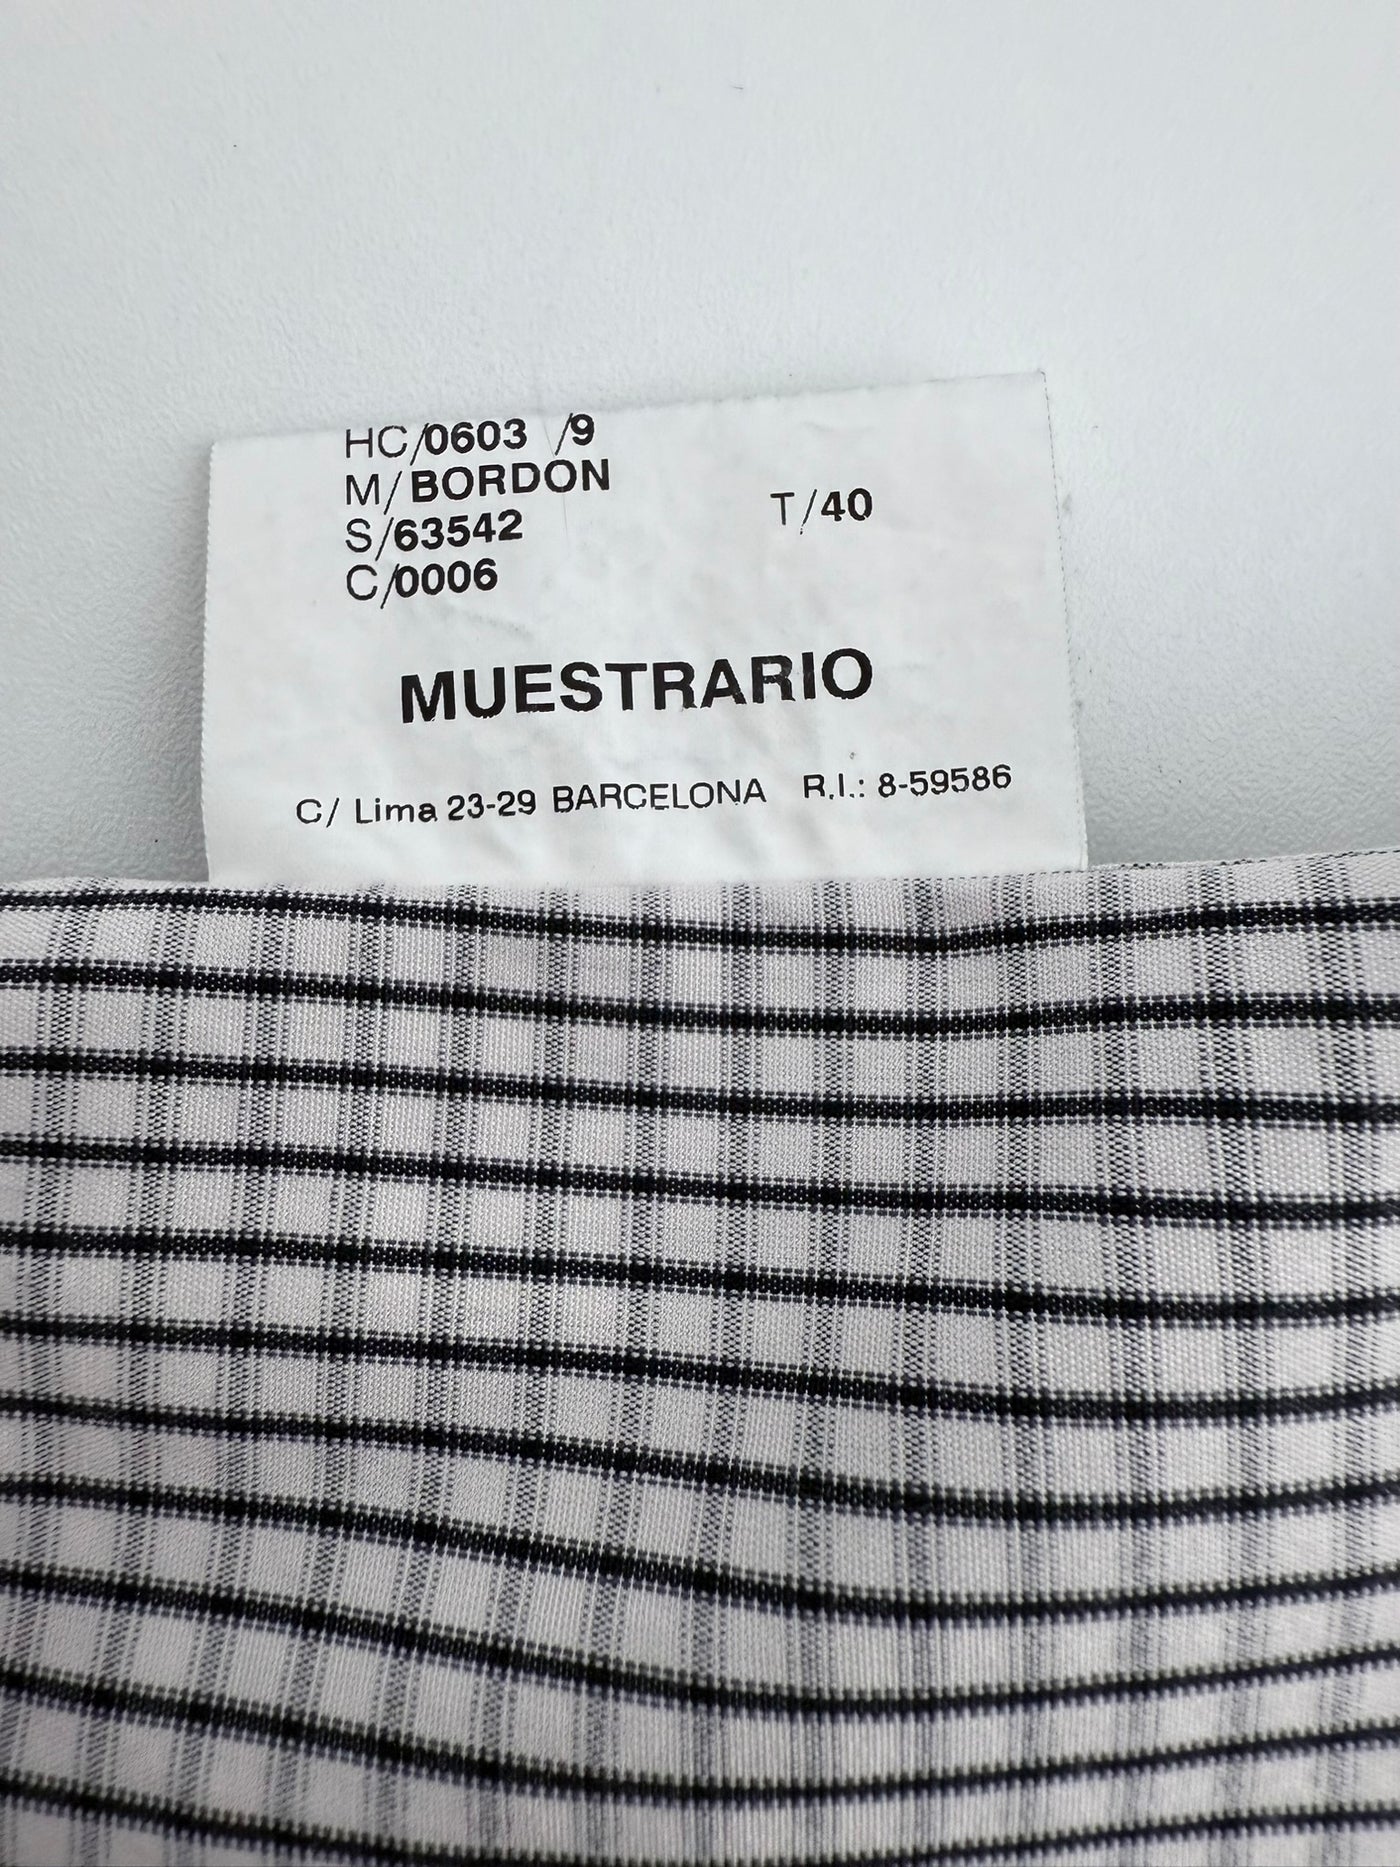 HC/0603 /9
M/BORDON
S/63542 T/40
C/0006
MUESTRARIO
C/ Lima 23-29 BARCELONA R.I.: 8-59586